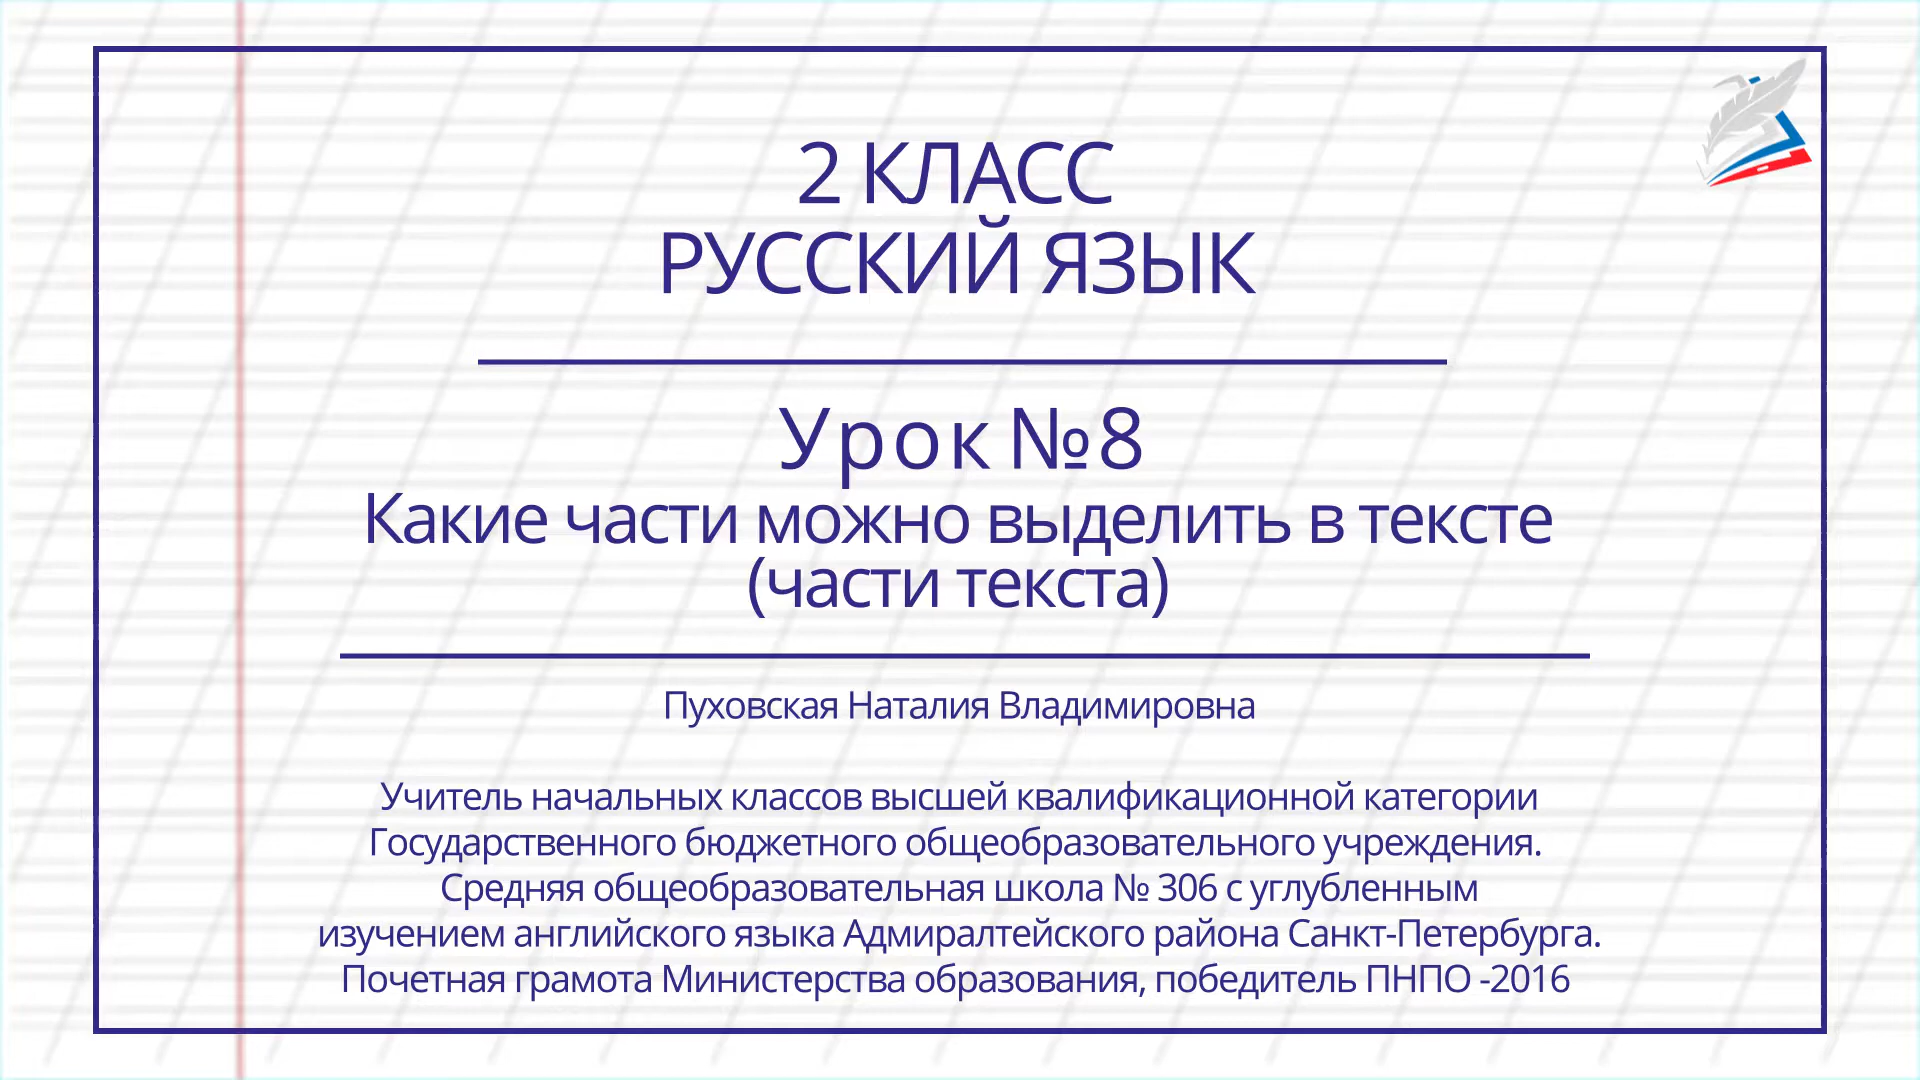 2 КЛАСС
РУССКИЙ ЯЗЫК
Урок №8
Какие части можно выделить в тексте
(части текста)
Пуховская Наталия Владимировна
Учитель начальных классов высшей квалификационной категории
Государственного бюджетного общеобразовательного учреждения.
Средняя общеобразовательная школа № 306 с углубленным
изучением английского языка Адмиралтейского района Санкт-Петербурга.
Почетная грамота Министерства образования, победитель ПНПО -2016